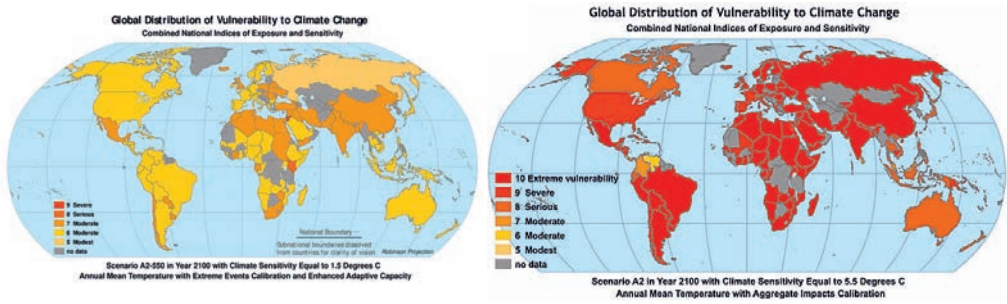 Global Distribution of Vulnerability to Climate Change
Combined National Indices of Exposure and Sensitivity
9 Severe
8 Serious
7 Moderate
6 Moderate
5 Modest
no data
National Boundary
Subnational boundaries dissolved
from countries for clarity of vision.
Robinson Projection
Scenario A2-550 in Year 2100 with Climate Sensitivity Equal to 1.5 Degrees C
Annual Mean Temperature with Extreme Events Calibration and Enhanced Adaptive Capacity
Global Distribution of Vulnerability to Climate Change
Combined National Indices of Exposure and Sensitivity
10 Extreme vulnerability
9 Severe
8 Serious
7 Moderate
6 Moderate
5 Modest
no data
Scenario A2 in Year 2100 with Climate Sensitivity Equal to 5.5 Degrees C
Annual Mean Temperature with Aggregate Impacts Calibration